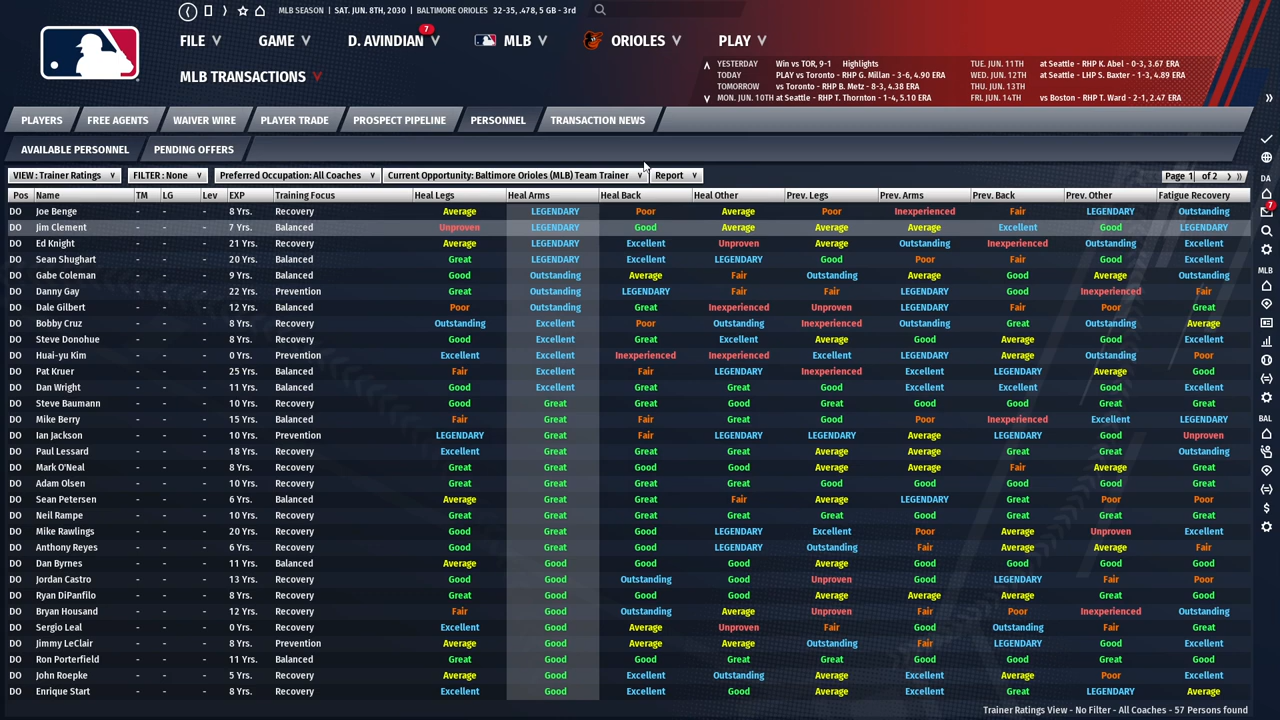 MLB SEASON | SAT. JUN. 8TH, 2030 | BALTIMORE ORIOLES 32-35, .478, 5 GB - 3rd
FILE GAME D. AVINDIAN 7 MLB ORIOLES PLAY
MLB TRANSACTIONS
YESTERDAY Win vs TOR, 9-1 Highlights TUE. JUN. 11TH at Seattle - RHP K. Abel - 0-3, 3.67 ERA
TODAY PLAY vs Toronto - RHP G. Millan - 3-6, 4.90 ERA WED. JUN. 12TH at Seattle - LHP S. Baxter - 1-3, 4.89 ERA
TOMORROW vs Toronto - RHP B. Metz - 8-3, 4.38 ERA THU. JUN. 13TH
MON. JUN. 10TH at Seattle - RHP T. Thornton - 1-4, 5.10 ERA FRI. JUN. 14TH vs Boston - RHP T. Ward - 2-1, 2.47 ERA
PLAYERS FREE AGENTS WAIVER WIRE PLAYER TRADE PROSPECT PIPELINE PERSONNEL TRANSACTION NEWS
AVAILABLE PERSONNEL PENDING OFFERS
VIEW : Trainer Ratings FILTER : None Preferred Occupation: All Coaches Current Opportunity: Baltimore Orioles (MLB) Team Trainer Report Page 1 of 2
Pos Name TM LG Lev EXP Training Focus Heal Legs Heal Arms Heal Back Heal Other Prev. Legs Prev. Arms Prev. Back Prev. Other Fatigue Recovery
DO Joe Benge - - - 8 Yrs. Recovery Average LEGENDARY Poor Average Poor Inexperienced Fair LEGENDARY Outstanding
DO Jim Clement - - - 7 Yrs. Balanced Unproven LEGENDARY Good Average Average Average Excellent Good LEGENDARY
DO Ed Knight - - - 21 Yrs. Recovery Average LEGENDARY Excellent Unproven Average Outstanding Inexperienced Outstanding Excellent
DO Sean Shughart - - - 20 Yrs. Balanced Great LEGENDARY Excellent LEGENDARY Good Poor Fair Good Excellent
DO Gabe Coleman - - - 9 Yrs. Balanced Good Outstanding Average Fair Outstanding Average Good Average Outstanding
DO Danny Gay - - - 22 Yrs. Prevention Great Outstanding LEGENDARY Fair Fair LEGENDARY Good Inexperienced Fair
DO Dale Gilbert - - - 12 Yrs. Balanced Poor Outstanding Great Inexperienced Unproven LEGENDARY Fair Poor Great
DO Bobby Cruz - - - 8 Yrs. Recovery Outstanding Excellent Poor Outstanding Inexperienced Outstanding Great Outstanding Average
DO Steve Donohue - - - 8 Yrs. Recovery Good Excellent Great Excellent Average Good Average Good Excellent
DO Huai-yu Kim - - - 0 Yrs. Prevention Excellent Excellent Inexperienced Inexperienced Excellent LEGENDARY Average Outstanding Poor
DO Pat Kruer - - - 25 Yrs. Balanced Fair Excellent Fair LEGENDARY Inexperienced Excellent LEGENDARY Average Good
DO Dan Wright - - - 11 Yrs. Balanced Good Excellent Great Great Good Excellent Excellent Good Excellent
DO Steve Baumann - - - 10 Yrs. Recovery Good Great Good Good Good Good Great Great Great
DO Mike Berry - - - 15 Yrs. Balanced Fair Great Fair Great Good Poor Inexperienced Excellent LEGENDARY
DO Ian Jackson - - - 10 Yrs. Prevention LEGENDARY Great Fair LEGENDARY LEGENDARY Average LEGENDARY Good Unproven
DO Paul Lessard - - - 18 Yrs. Recovery Excellent Great Great Great Average Average Great Great Outstanding
DO Mark O'Neal - - - 8 Yrs. Recovery Great Great Good Good Average Average Fair Average Great
DO Adam Olsen - - - 10 Yrs. Recovery Great Great Good Great Good Good Good Good Great
DO Sean Petersen - - - 6 Yrs. Balanced Average Great Great Fair Average LEGENDARY Great Poor Poor
DO Neil Rampe - - - 10 Yrs. Recovery Great Great Great Great Great Good Great Great Great
DO Mike Rawlings - - - 20 Yrs. Recovery Good Great Good LEGENDARY Excellent Poor Average Unproven Excellent
DO Anthony Reyes - - - 6 Yrs. Balanced Good Great Good LEGENDARY Outstanding Fair Average Average Fair
DO Dan Byrnes - - - 11 Yrs. Balanced Average Good Good Good Average Good Good Good Good
DO Jordan Castro - - - 13 Yrs. Recovery Good Good Outstanding Great Unproven Good LEGENDARY Fair Poor
DO Ryan DiPanfilo - - - 8 Yrs. Recovery Good Good Good Good Average Average Average Great Good
DO Bryan Housand - - - 12 Yrs. Recovery Fair Good Outstanding Average Unproven Fair Poor Inexperienced Outstanding
DO Sergio Leal - - - 0 Yrs. Recovery Excellent Good Average Unproven Fair Good Outstanding Fair Great
DO Jimmy LeClair - - - 8 Yrs. Prevention Average Good Average Average Outstanding Fair LEGENDARY Good Excellent
DO Ron Porterfield - - - 11 Yrs. Balanced Great Good Good Good Great Great Good Good Great
DO John Roepke - - - 5 Yrs. Recovery Average Good Excellent Outstanding Average Excellent Average Poor Excellent
DO Enrique Start - - - 8 Yrs. Recovery Excellent Good Excellent Good Average Excellent Great LEGENDARY Average
DA
7
MLB
BAL
$
Trainer Ratings View - No Filter - All Coaches - 57 Persons found